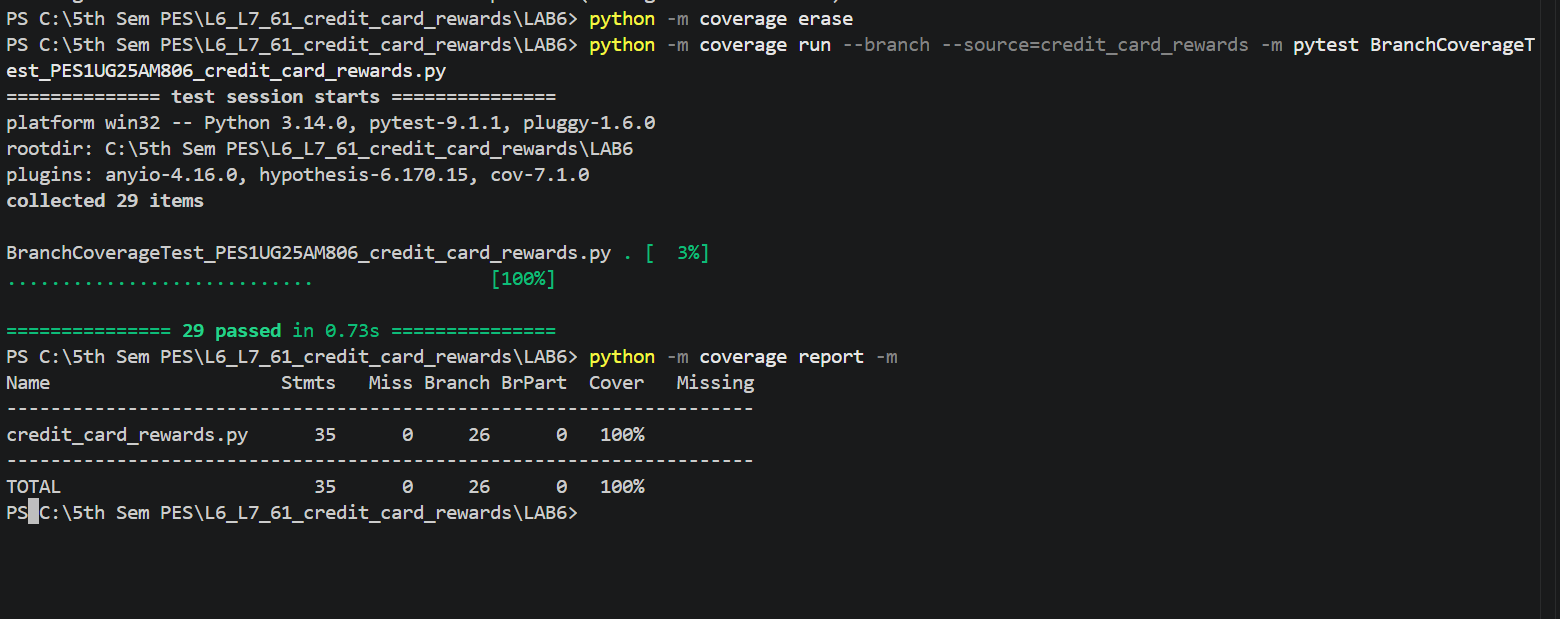 PS C:\5th Sem PES\L6_L7_61_credit_card_rewards\LAB6> python -m coverage erase
PS C:\5th Sem PES\L6_L7_61_credit_card_rewards\LAB6> python -m coverage run --branch --source=credit_card_rewards -m pytest BranchCoverageT
est_PES1UG25AM806_credit_card_rewards.py
============== test session starts ===============
platform win32 -- Python 3.14.0, pytest-9.1.1, pluggy-1.6.0
rootdir: C:\5th Sem PES\L6_L7_61_credit_card_rewards\LAB6
plugins: anyio-4.16.0, hypothesis-6.170.15, cov-7.1.0
collected 29 items
BranchCoverageTest_PES1UG25AM806_credit_card_rewards.py . [  3%]
............................                [100%]
=============== 29 passed in 0.73s ===============
PS C:\5th Sem PES\L6_L7_61_credit_card_rewards\LAB6> python -m coverage report -m
Name                     Stmts   Miss Branch BrPart  Cover   Missing
--------------------------------------------------------------------
credit_card_rewards.py      35      0     26      0   100%
--------------------------------------------------------------------
TOTAL                       35      0     26      0   100%
PS C:\5th Sem PES\L6_L7_61_credit_card_rewards\LAB6>